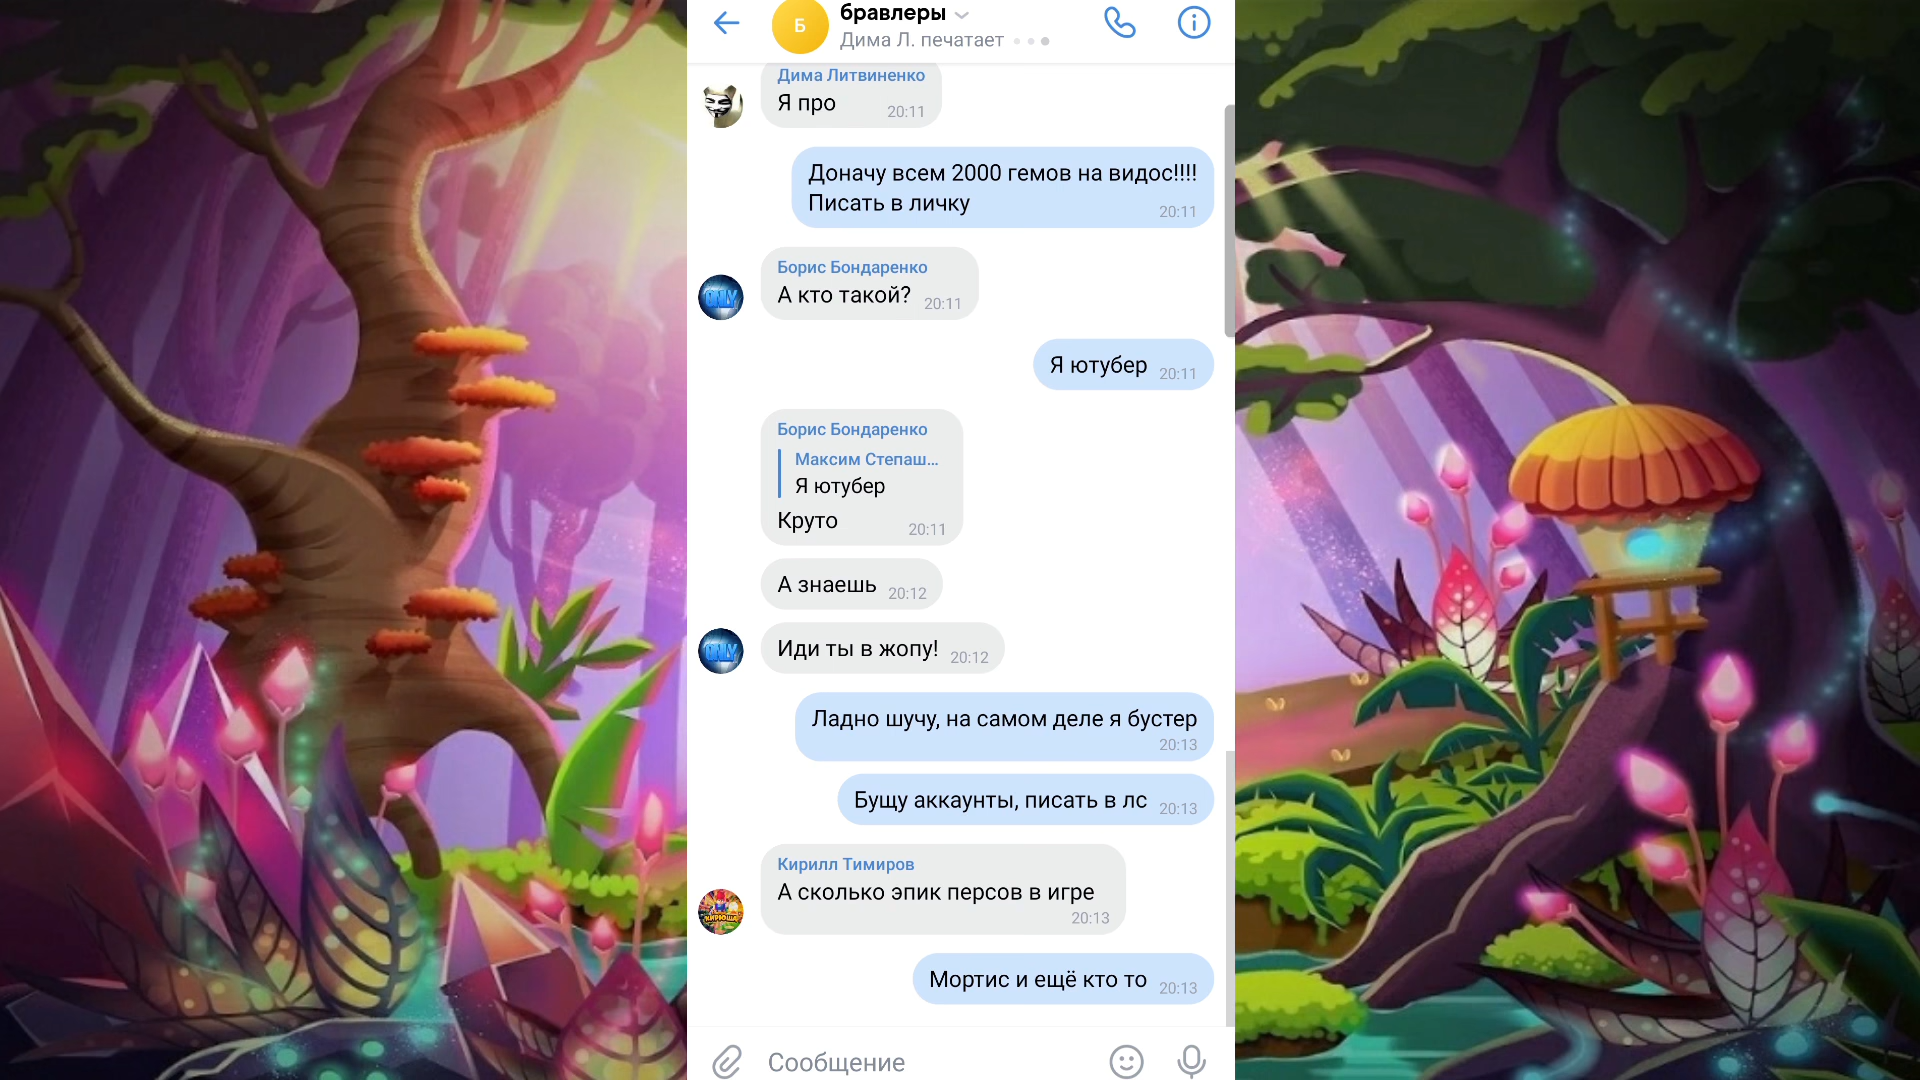 Б
бравлеры
Дима Л. печатает
Дима Литвиненко
Я про
20:11
Доначу всем 2000 гемов на видос!!!!
Писать в личку
20:11
Борис Бондаренко
А кто такой?
20:11
Я ютубер
20:11
Борис Бондаренко
Максим Степаш...
Я ютубер
Круто
20:11
А знаешь
20:12
ONLY
Иди ты в жопу!
20:12
Ладно шучу, на самом деле я бустер
20:13
Бущу аккаунты, писать в лс
20:13
Кирилл Тимиров
А сколько эпик персов в игре
20:13
КИРЮША
Мортис и ещё кто то
20:13
Сообщение